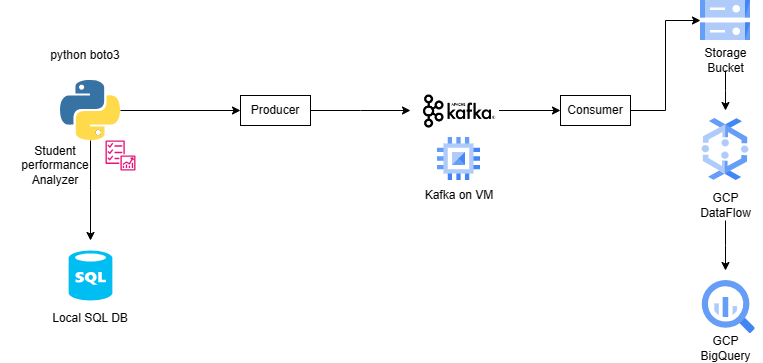 python boto3
Student
performance
Analyzer
SQL
Local SQL DB
Producer
APACHE
kafka
Kafka on VM
Consumer
Storage
Bucket
GCP
DataFlow
GCP
BigQuery